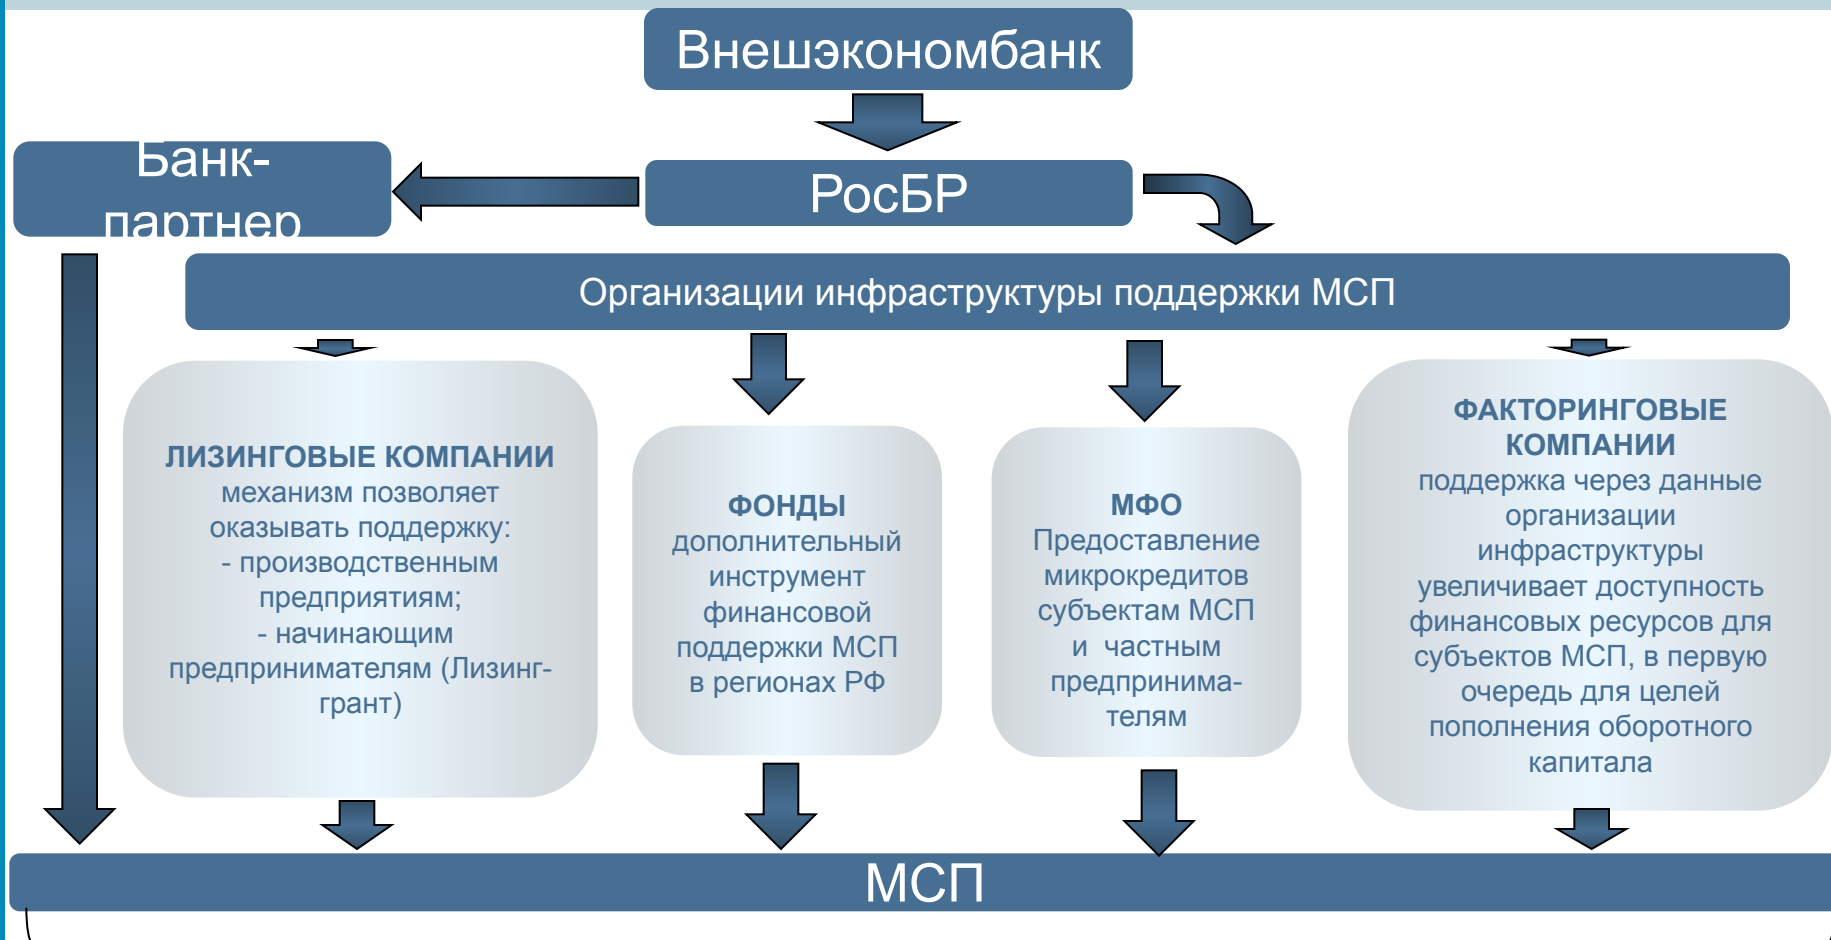 Внешэкономбанк
Банк-
партнер
РосБР
Организации инфраструктуры поддержки МСП
ЛИЗИНГОВЫЕ КОМПАНИИ
механизм позволяет
оказывать поддержку:
- производственным
предприятиям;
- начинающим
предпринимателям (Лизинг-
грант)
ФОНДЫ
дополнительный
инструмент
финансовой
поддержки МСП
в регионах РФ
МФО
Предоставление
микрокредитов
субъектам МСП
и частным
предпринима-
телям
ФАКТОРИНГОВЫЕ
КОМПАНИИ
поддержка через данные
организации
инфраструктуры
увеличивает доступность
финансовых ресурсов для
субъектов МСП, в первую
очередь для целей
пополнения оборотного
капитала
МСП